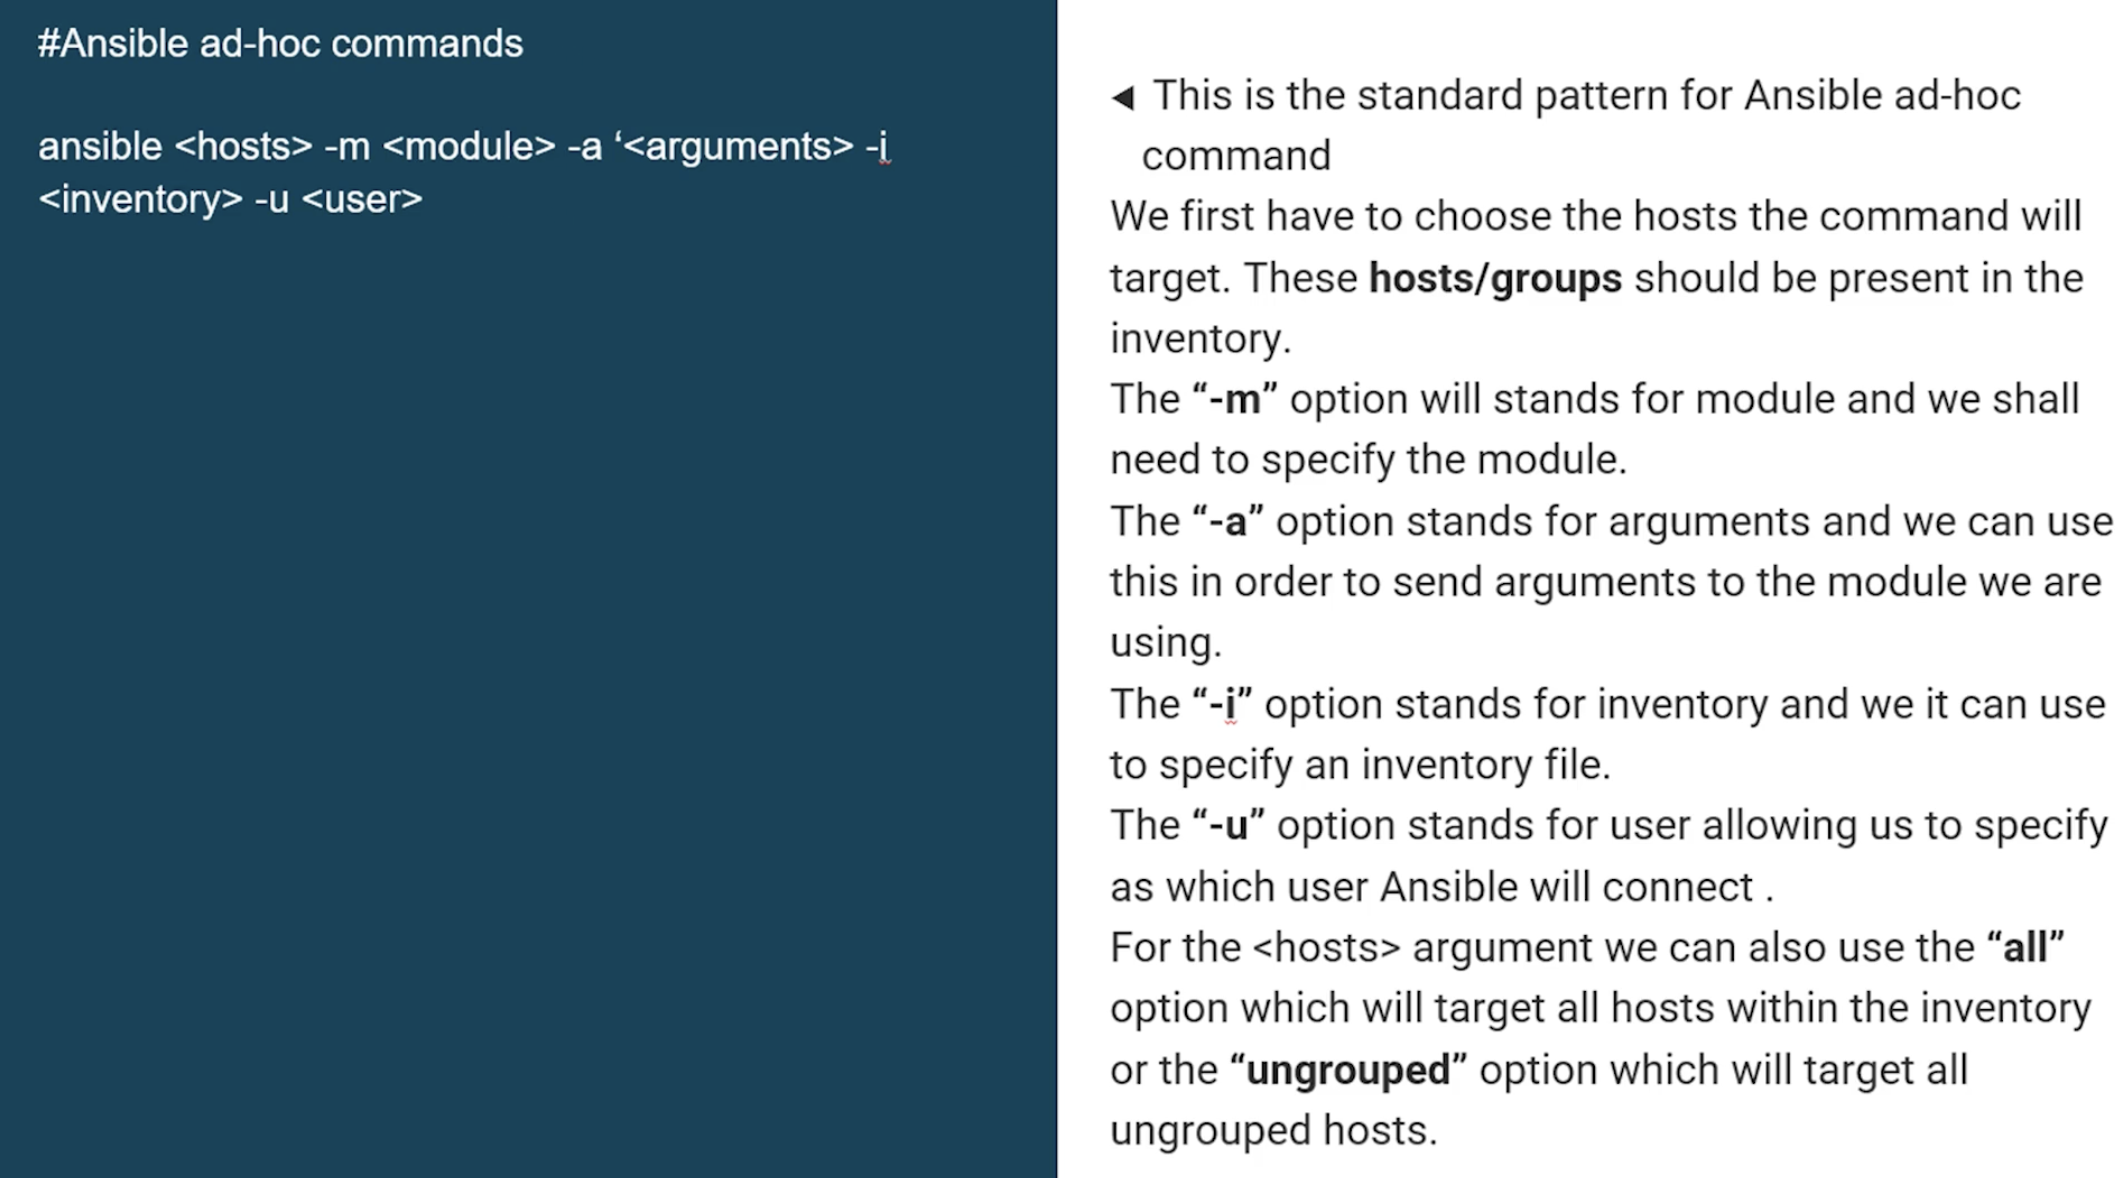 #Ansible ad-hoc commands
ansible <hosts> -m <module> -a ‘<arguments> -i
<inventory> -u <user>
◀ This is the standard pattern for Ansible ad-hoc
command
We first have to choose the hosts the command will
target. These hosts/groups should be present in the
inventory.
The “-m” option will stands for module and we shall
need to specify the module.
The “-a” option stands for arguments and we can use
this in order to send arguments to the module we are
using.
The “-i” option stands for inventory and we it can use
to specify an inventory file.
The “-u” option stands for user allowing us to specify
as which user Ansible will connect .
For the <hosts> argument we can also use the “all”
option which will target all hosts within the inventory
or the “ungrouped” option which will target all
ungrouped hosts.